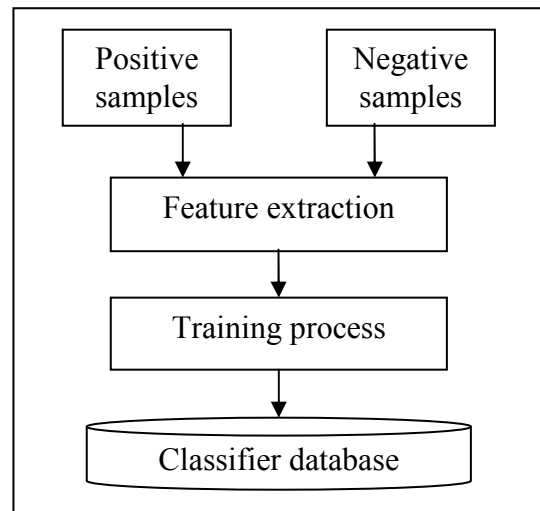 Positive
samples
Negative
samples
Feature extraction
Training process
Classifier database